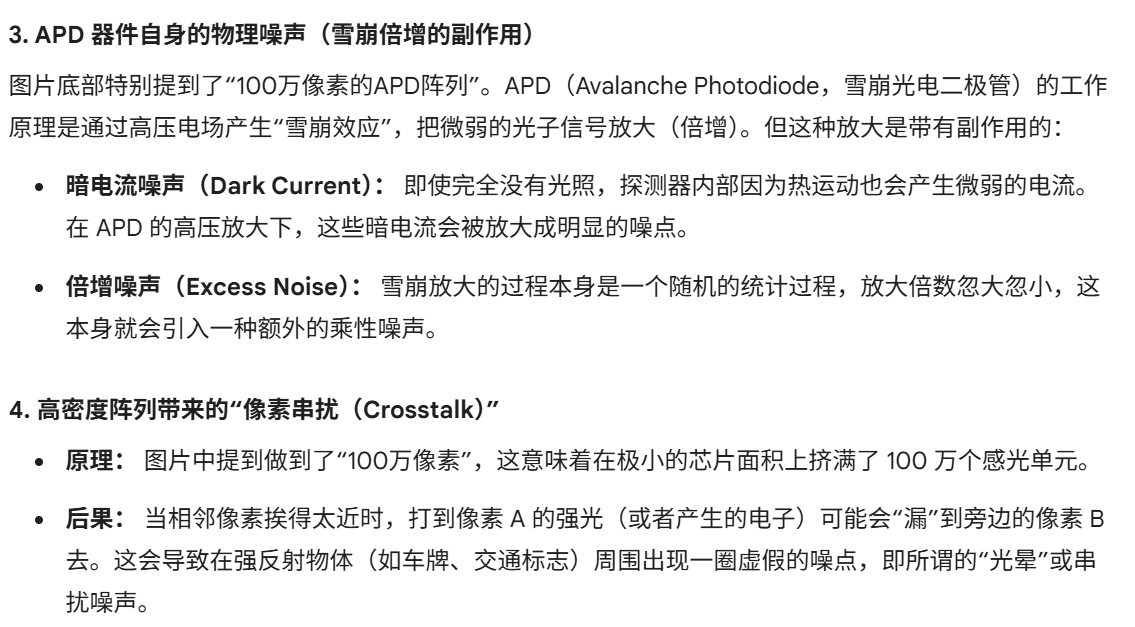 3. APD 器件自身的物理噪声（雪崩倍增的副作用）
图片底部特别提到了“100万像素的APD阵列”。APD（Avalanche Photodiode，雪崩光电二极管）的工作
原理是通过高压电场产生“雪崩效应”，把微弱的光子信号放大（倍增）。但这种放大是带有副作用的：
• 暗电流噪声（Dark Current）： 即使完全没有光照，探测器内部因为热运动也会产生微弱的电流。
在 APD 的高压放大下，这些暗电流会被放大成明显的噪点。
• 倍增噪声（Excess Noise）： 雪崩放大的过程本身是一个随机的统计过程，放大倍数忽大忽小，这
本身就会引入一种额外的乘性噪声。
4. 高密度阵列带来的“像素串扰（Crosstalk）”
• 原理： 图片中提到做到了“100万像素”，这意味着在极小的芯片面积上挤满了 100 万个感光单元。
• 后果： 当相邻像素挨得太近时，打到像素 A 的强光（或者产生的电子）可能会“漏”到旁边的像素 B
去。这会导致在强反射物体（如车牌、交通标志）周围出现一圈虚假的噪点，即所谓的“光晕”或串
扰噪声。